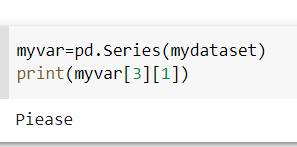 myvar=pd.Series(mydataset)
print(myvar[3][1])
Piease